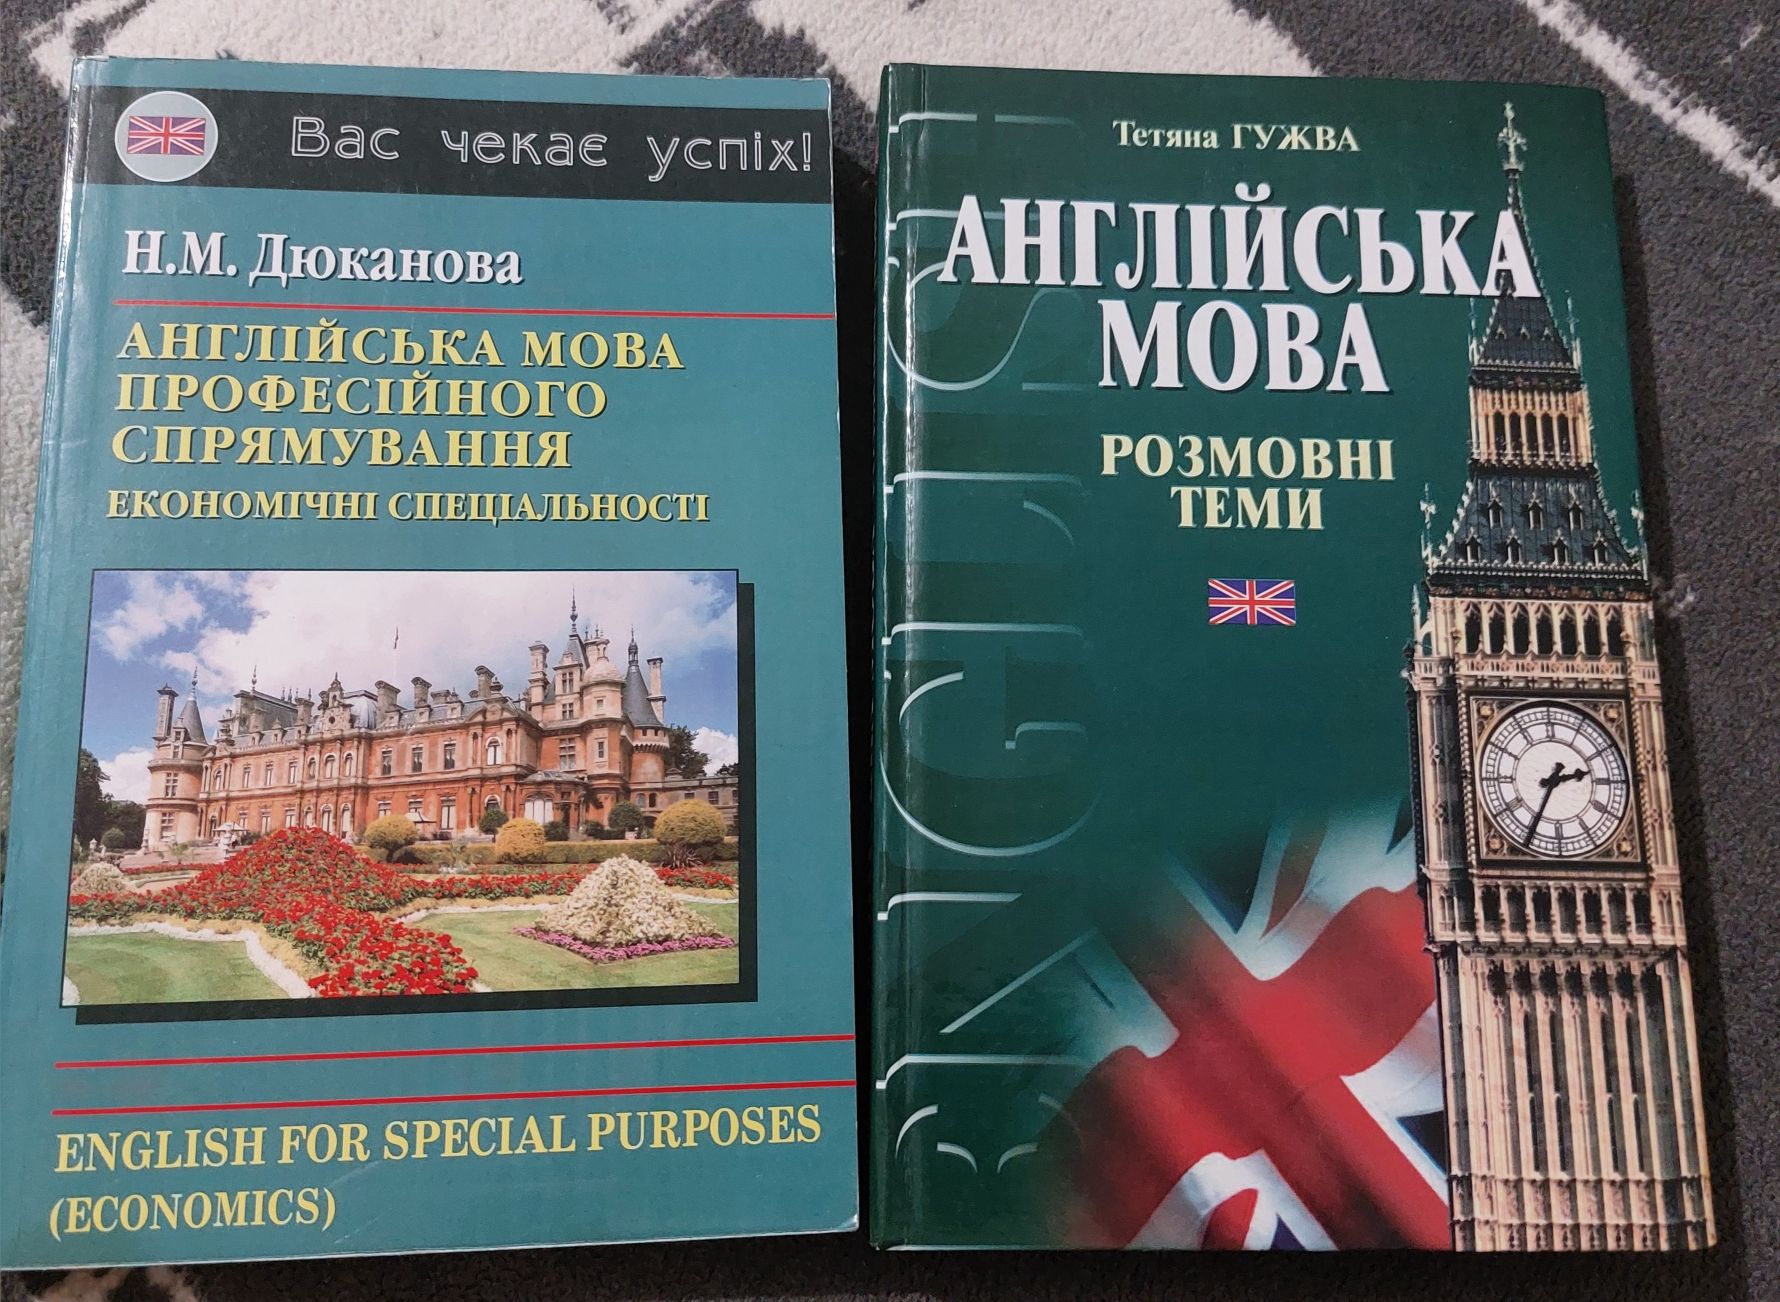 Вас чекає успіх!
Н.М. Дюканова
АНГЛІЙСЬКА МОВА
ПРОФЕСІЙНОГО
СПРЯМУВАННЯ
ЕКОНОМІЧНІ СПЕЦІАЛЬНОСТІ
ENGLISH FOR SPECIAL PURPOSES
(ECONOMICS)
Тетяна ГУЖВА
АНГЛІЙСЬКА
МОВА
РОЗМОВНІ
ТЕМИ
ENGLISH